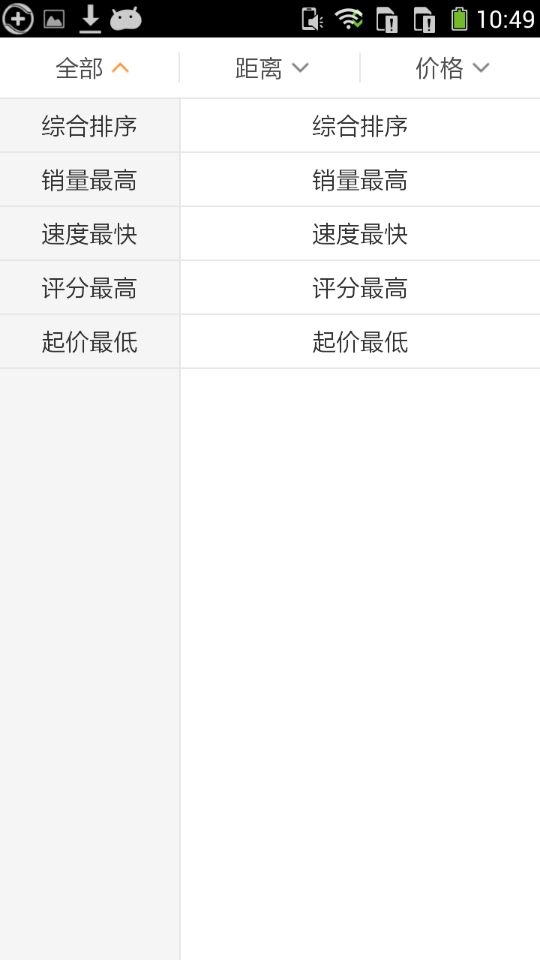 10:49
全部 距离 价格
综合排序 综合排序
销量最高 销量最高
速度最快 速度最快
评分最高 评分最高
起价最低 起价最低